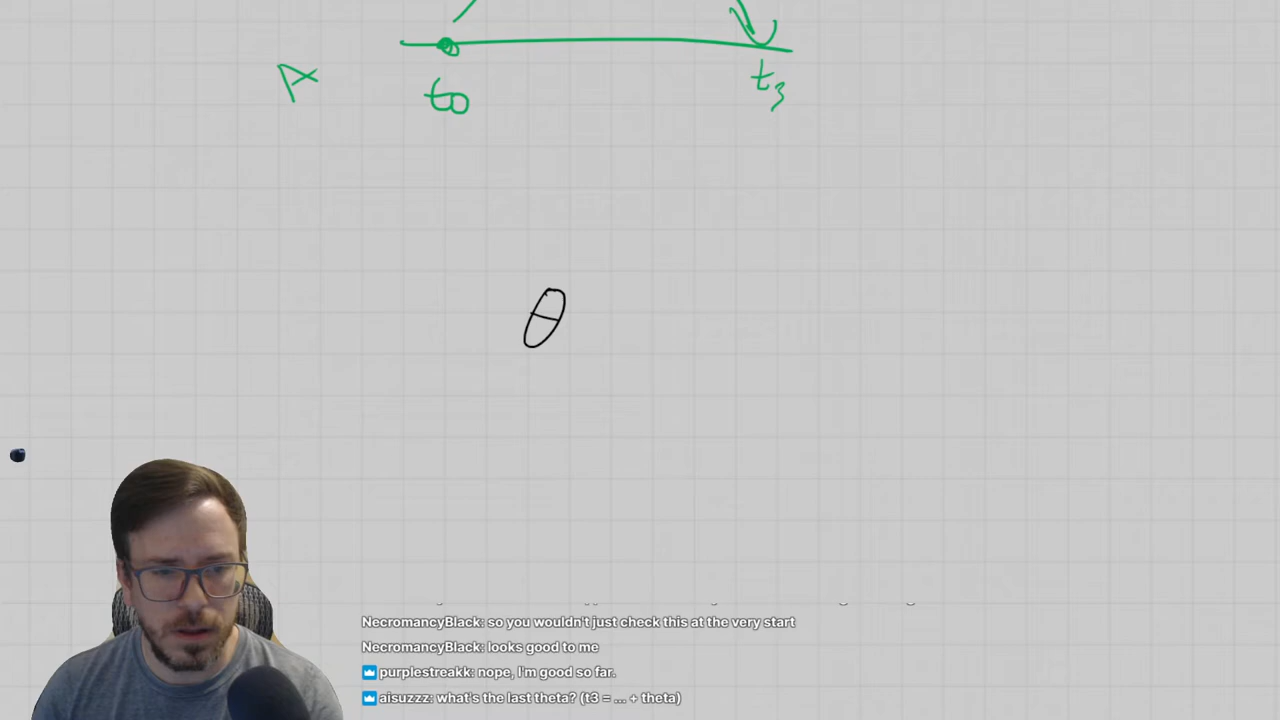 A
t0
t3
θ
NecromancyBlack: so you wouldn't just check this at the very start
NecromancyBlack: looks good to me
purplestreakk: nope, I'm good so far.
aisuzzz: what's the last theta? (t3 = ... + theta)